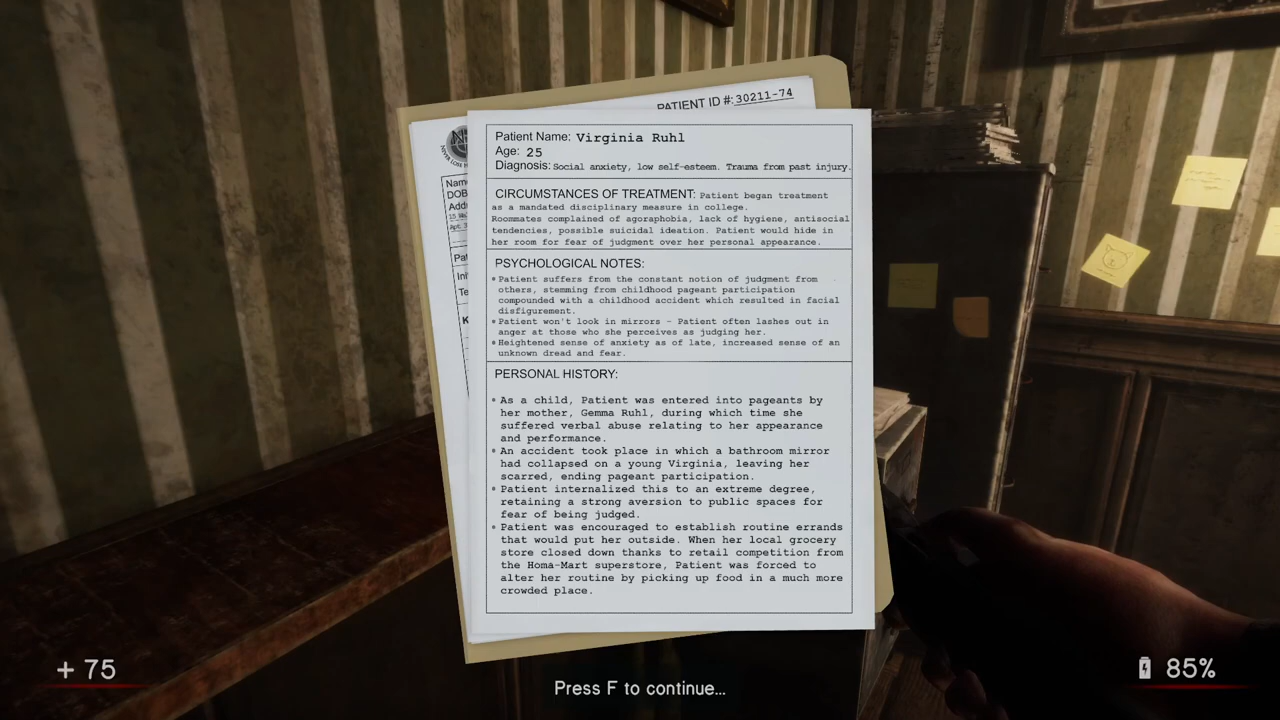 PATIENT ID #: 30211-74
Patient Name: Virginia Ruhl
Age: 25
Diagnosis: Social anxiety, low self-esteem. Trauma from past injury.
CIRCUMSTANCES OF TREATMENT: Patient began treatment
as a mandated disciplinary measure in college.
Roommates complained of agoraphobia, lack of hygiene, antisocial
tendencies, possible suicidal ideation. Patient would hide in
her room for fear of judgment over her personal appearance.
PSYCHOLOGICAL NOTES:
• Patient suffers from the constant notion of judgment from
others, stemming from childhood pageant participation
compounded with a childhood accident which resulted in facial
disfigurement.
• Patient won't look in mirrors - Patient often lashes out in
anger at those who she perceives as judging her.
• Heightened sense of anxiety as of late, increased sense of an
unknown dread and fear.
PERSONAL HISTORY:
• As a child, Patient was entered into pageants by
her mother, Gemma Ruhl, during which time she
suffered verbal abuse relating to her appearance
and performance.
• An accident took place in which a bathroom mirror
had collapsed on a young Virginia, leaving her
scarred, ending pageant participation.
• Patient internalized this to an extreme degree,
retaining a strong aversion to public spaces for
fear of being judged.
• Patient was encouraged to establish routine errands
that would put her outside. When her local grocery
store closed down thanks to retail competition from
the Homa-Mart superstore, Patient was forced to
alter her routine by picking up food in a much more
crowded place.
DOB
+ 75
Press F to continue...
85%